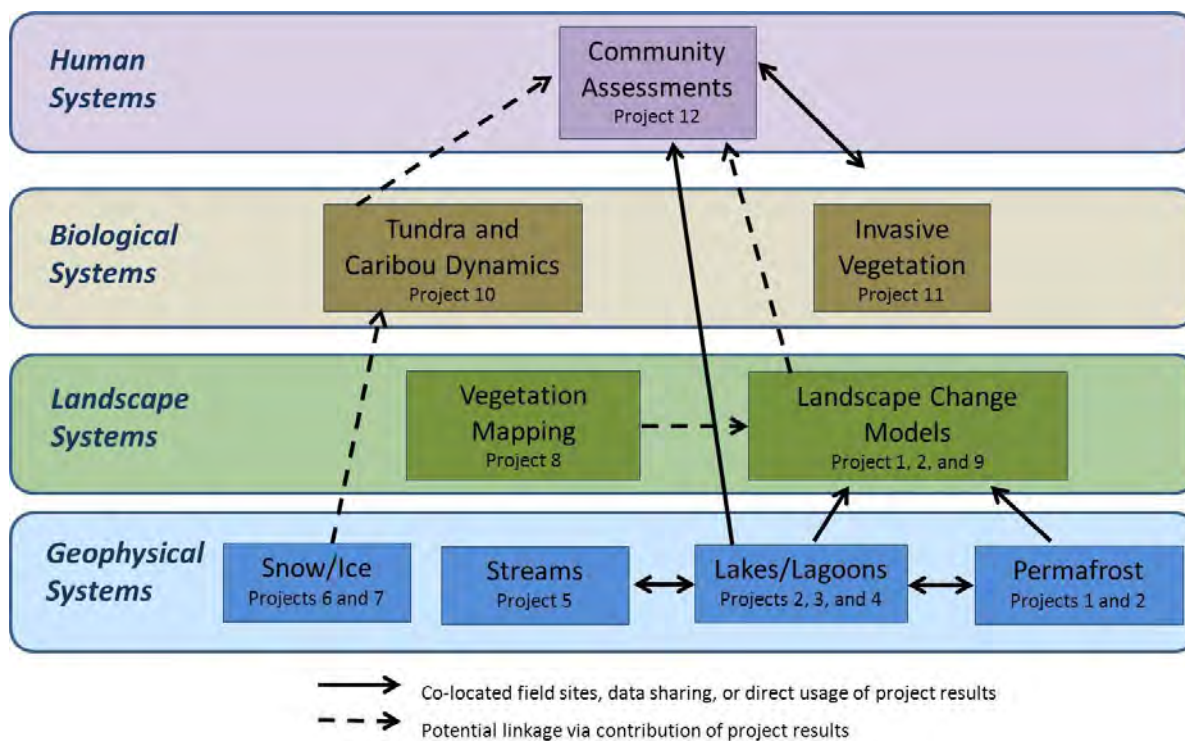 Human
Systems
Community
Assessments
Project 12
Biological
Systems
Tundra and
Caribou Dynamics
Project 10
Invasive
Vegetation
Project 11
Landscape
Systems
Vegetation
Mapping
Project 8
Landscape Change
Models
Project 1, 2, and 9
Geophysical
Systems
Snow/Ice
Projects 6 and 7
Streams
Project 5
Lakes/Lagoons
Projects 2, 3, and 4
Permafrost
Projects 1 and 2
Co-located field sites, data sharing, or direct usage of project results
Potential linkage via contribution of project results